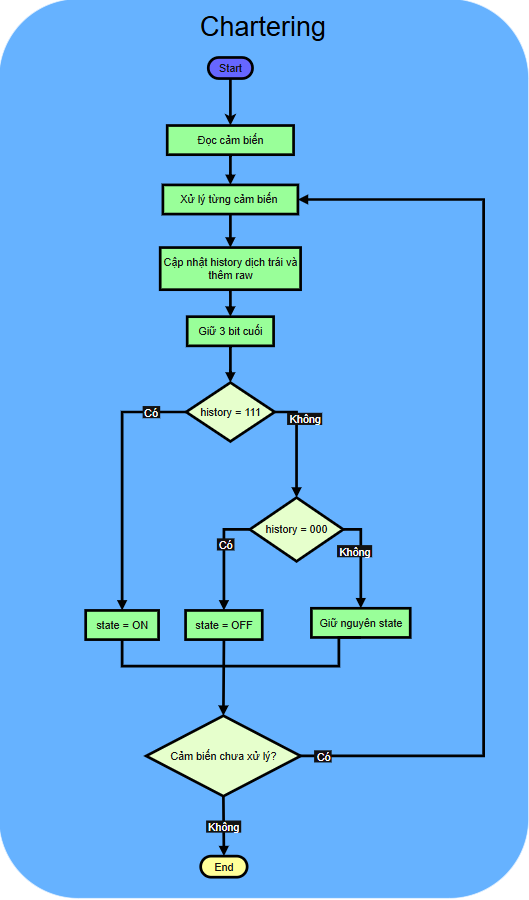 Chartering
Start
Đọc cảm biến
Xử lý từng cảm biến
Cập nhật history dịch trái và
thêm raw
Giữ 3 bit cuối
history = 111
Có
Không
history = 000
Có
Không
state = ON
state = OFF
Giữ nguyên state
Cảm biến chưa xử lý?
Có
Không
End